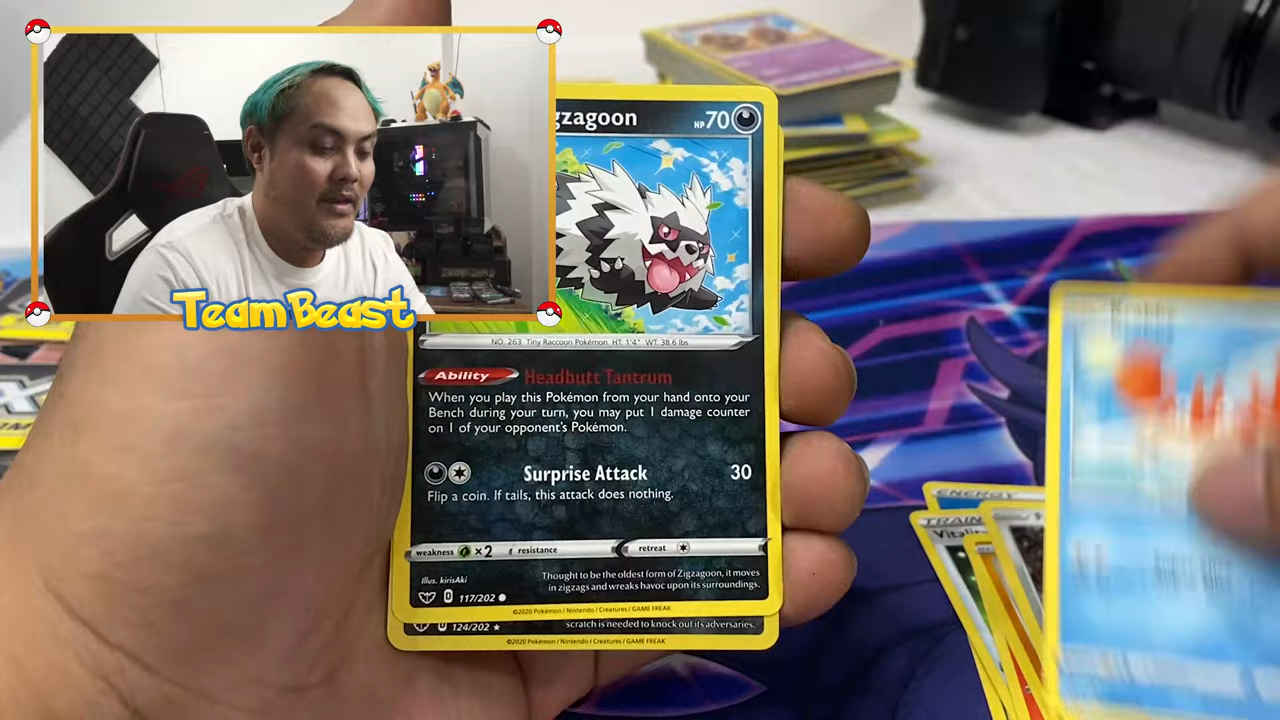 gzagoon
HP 70
NO. 263 Tiny Raccoon Pokémon HT: 1'4" WT: 38.6 lbs
Ability Headbutt Tantrum
When you play this Pokémon from your hand onto your
Bench during your turn, you may put 1 damage counter
on 1 of your opponent's Pokémon.
Surprise Attack 30
Flip a coin. If tails, this attack does nothing.
weakness ×2 resistance retreat
Illus. kirisAki
Thought to be the oldest form of Zigzagoon, it moves
in zigzags and wreaks havoc upon its surroundings.
117/202
©2020 Pokémon / Nintendo / Creatures / GAME FREAK
124/202
scratch is needed to knock out its adversaries.
©2020 Pokémon / Nintendo / Creatures / GAME FREAK
Team Beast
ENERGY
TRAIN
Vitali
Krabby